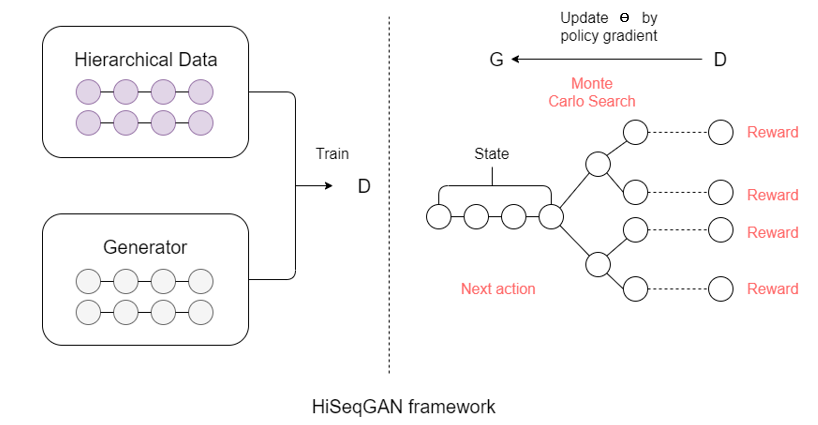 Hierarchical Data
Generator
Train
D
Update ө by
policy gradient
G
D
Monte
Carlo Search
State
Next action
Reward
Reward
Reward
Reward
HiSeqGAN framework